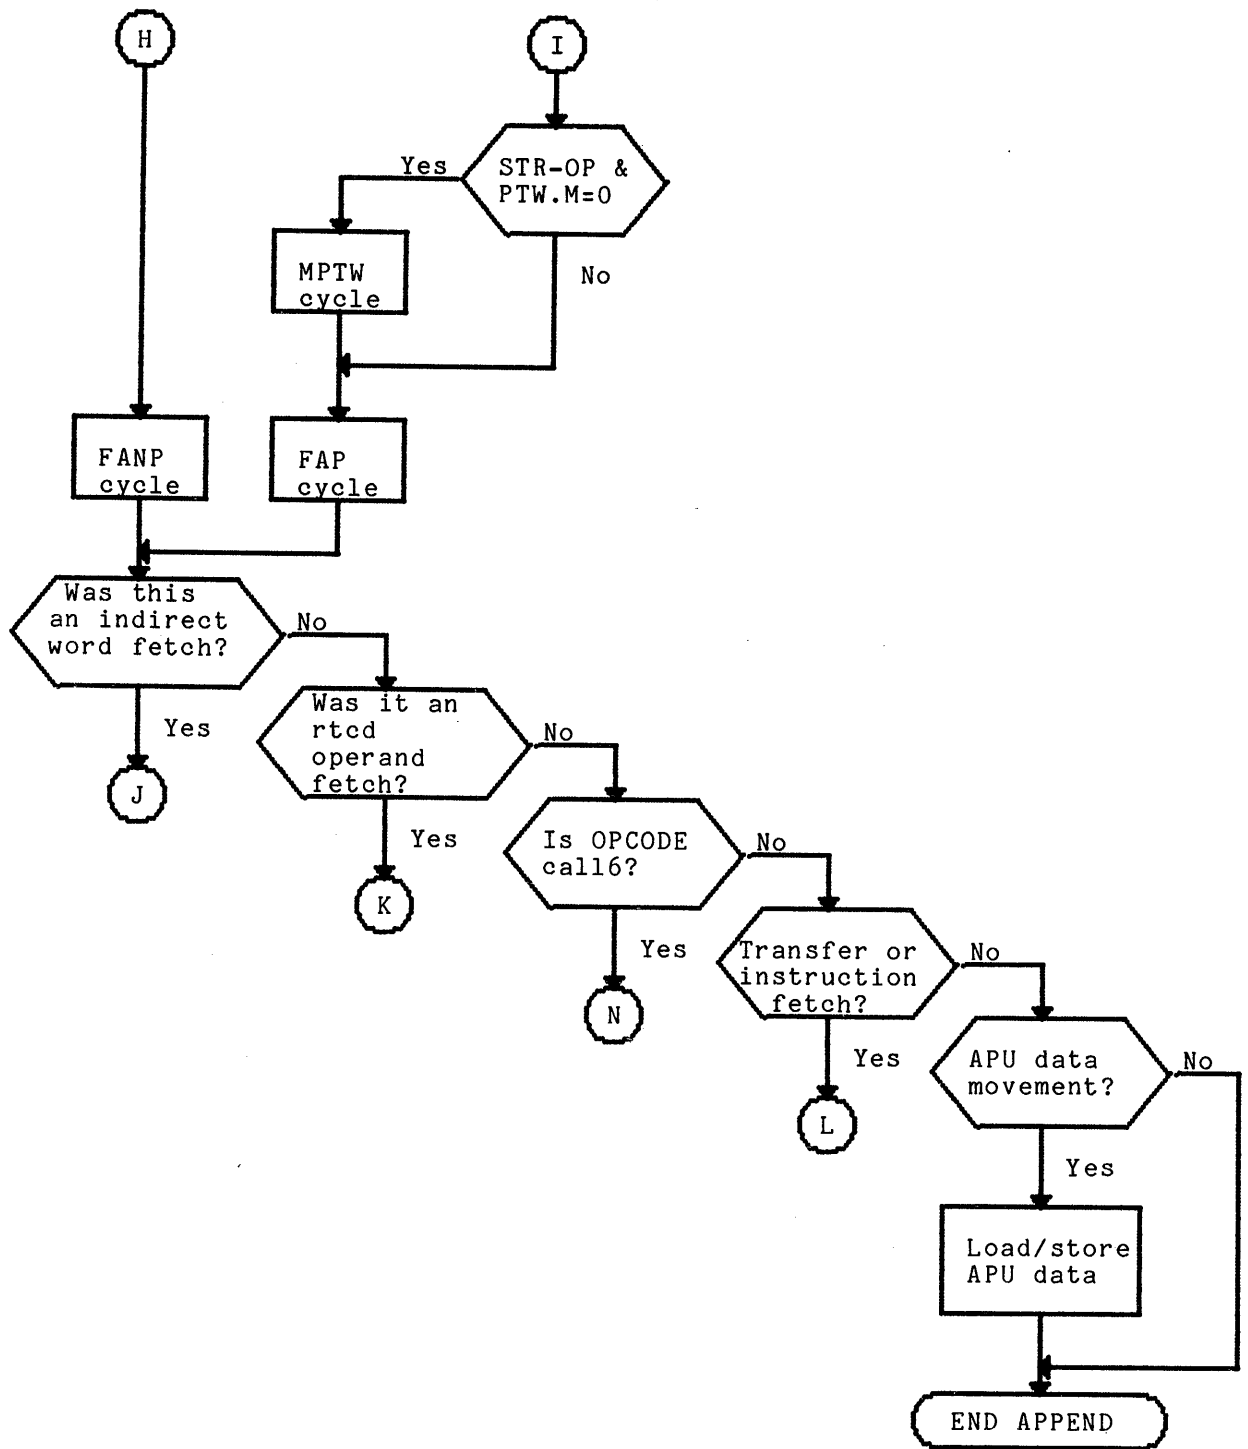 H
I
STR-OP &
PTW.M=0
Yes
No
MPTW
cycle
FANP
cycle
FAP
cycle
Was this
an indirect
word fetch?
No
Yes
J
Was it an
rtcd
operand
fetch?
No
Yes
K
Is OPCODE
call6?
No
Yes
N
Transfer or
instruction
fetch?
No
Yes
L
APU data
movement?
No
Yes
Load/store
APU data
END APPEND